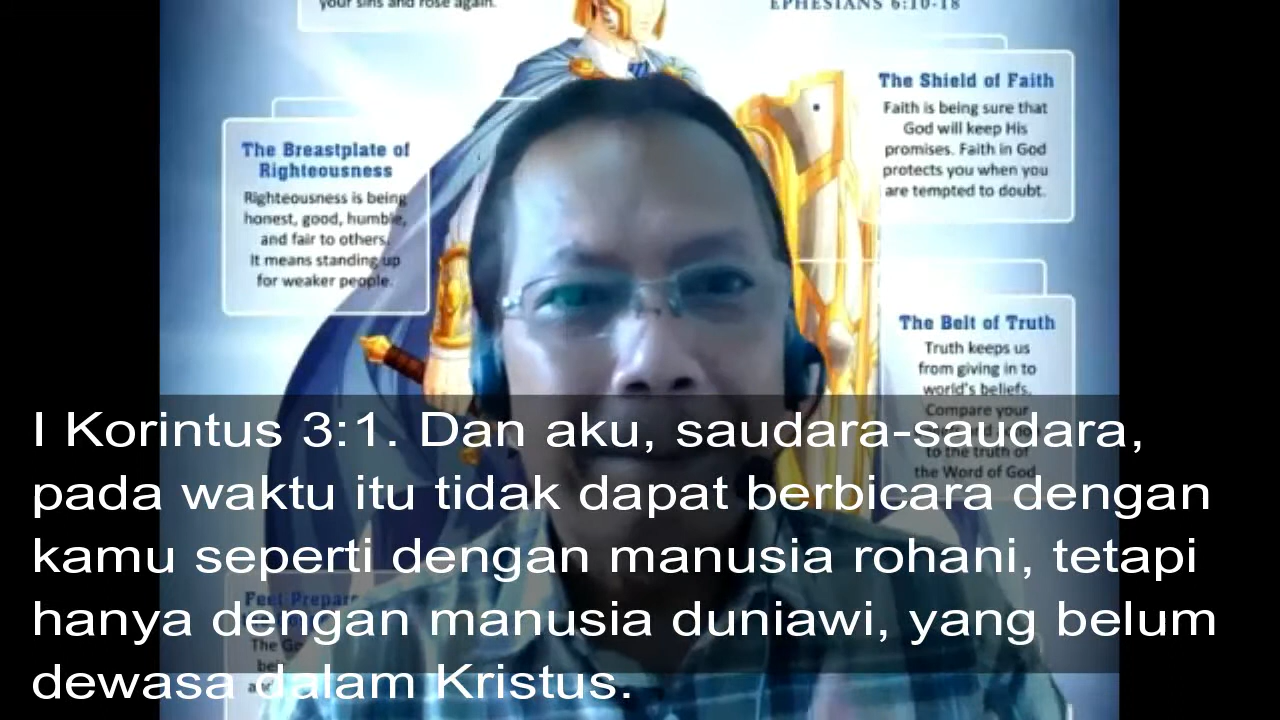 your sins and rose again.
EPHESIANS 6:10-18
The Breastplate of
Righteousness
Righteousness is being
honest, good, humble,
and fair to others.
It means standing up
for weaker people.
The Shield of Faith
Faith is being sure that
God will keep His
promises. Faith in God
protects you when you
are tempted to doubt.
The Belt of Truth
Truth keeps us
from giving in to
world's beliefs.
Compare your
to the truth of
the Word of God
I Korintus 3:1. Dan aku, saudara-saudara,
pada waktu itu tidak dapat berbicara dengan
kamu seperti dengan manusia rohani, tetapi
hanya dengan manusia duniawi, yang belum
dewasa dalam Kristus.
Feet Prepar
The